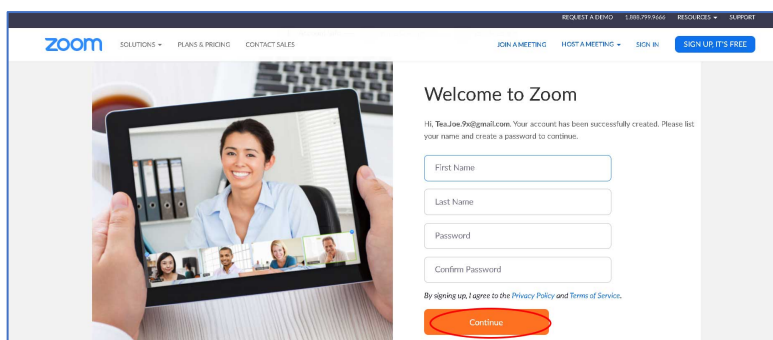 REQUEST A DEMO 1.888.799.9666 RESOURCES SUPPORT
zoom SOLUTIONS PLANS & PRICING CONTACT SALES JOIN A MEETING HOST A MEETING SIGN IN SIGN UP, IT'S FREE
Welcome to Zoom
Hi, Tea.Joe.9x@gmail.com. Your account has been successfully created. Please list
your name and create a password to continue.
First Name
Last Name
Password
Confirm Password
By signing up, I agree to the Privacy Policy and Terms of Service.
Continue